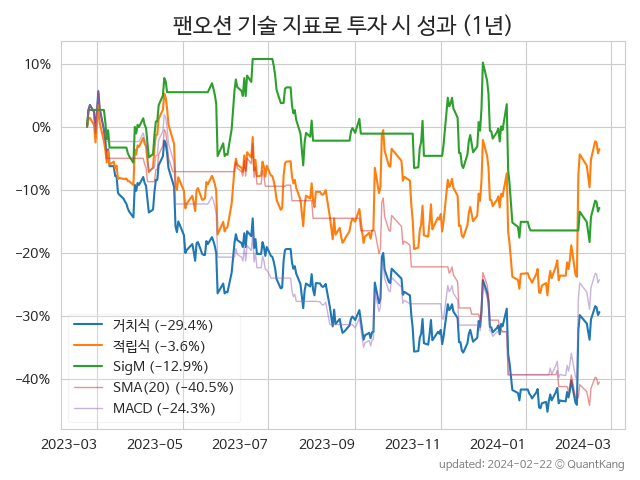 팬오션 기술 지표로 투자 시 성과 (1년)
10%
0%
−10%
−20%
−30%
−40%
거치식 (−29.4%)
적립식 (−3.6%)
SigM (−12.9%)
SMA(20) (−40.5%)
MACD (−24.3%)
2023−03 2023−05 2023−07 2023−09 2023−11 2024−01 2024−03
updated: 2024−02−22 © QuantKang